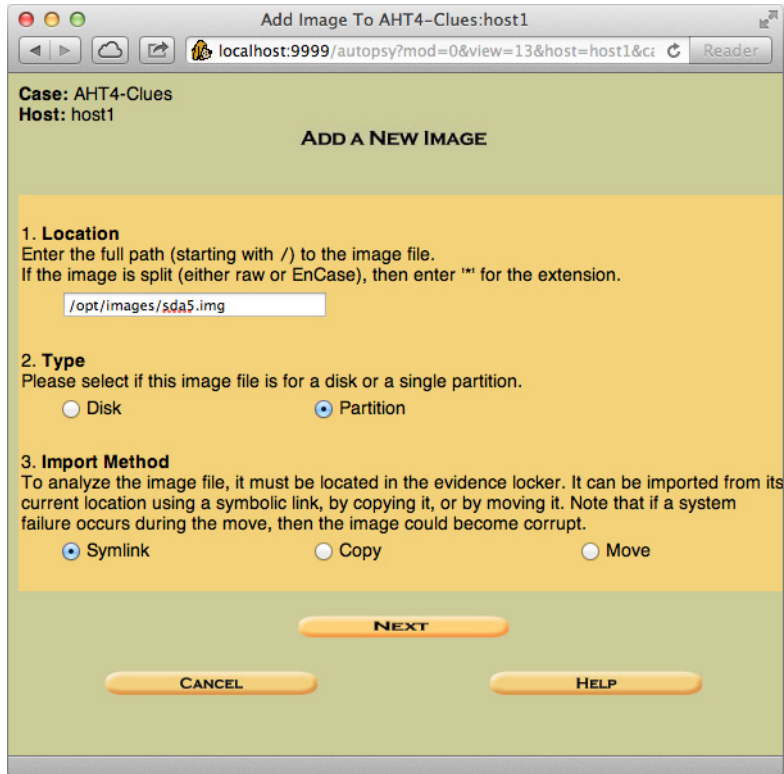 Add Image To AHT4-Clues:host1
localhost:9999/autopsy?mod=0&view=13&host=host1&ca
Reader
Case: AHT4-Clues
Host: host1
ADD A NEW IMAGE
1. Location
Enter the full path (starting with /) to the image file.
If the image is split (either raw or EnCase), then enter '*' for the extension.
/opt/images/sda5.img
2. Type
Please select if this image file is for a disk or a single partition.
Disk Partition
3. Import Method
To analyze the image file, it must be located in the evidence locker. It can be imported from its
current location using a symbolic link, by copying it, or by moving it. Note that if a system
failure occurs during the move, then the image could become corrupt.
Symlink Copy Move
NEXT
CANCEL HELP